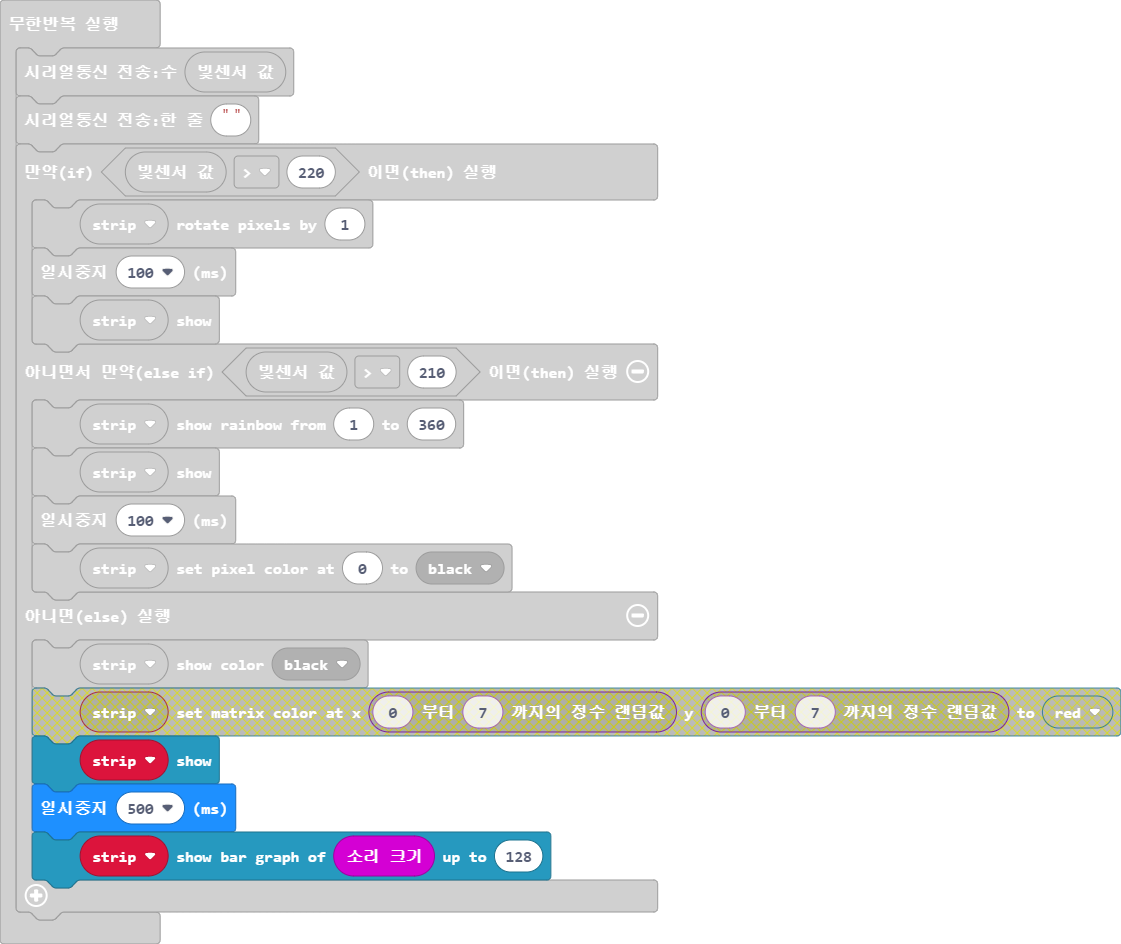 무한반복 실행
시리얼통신 전송:수 빛센서 값
시리얼통신 전송:한 줄 " "
만약(if) 빛센서 값 > 220 이면(then) 실행
strip rotate pixels by 1
일시중지 100 (ms)
strip show
아니면서 만약(else if) 빛센서 값 > 210 이면(then) 실행
strip show rainbow from 1 to 360
strip show
일시중지 100 (ms)
strip set pixel color at 0 to black
아니면(else) 실행
strip show color black
strip set matrix color at x 0 부터 7 까지의 정수 랜덤값 y 0 부터 7 까지의 정수 랜덤값 to red
strip show
일시중지 500 (ms)
strip show bar graph of 소리 크기 up to 128